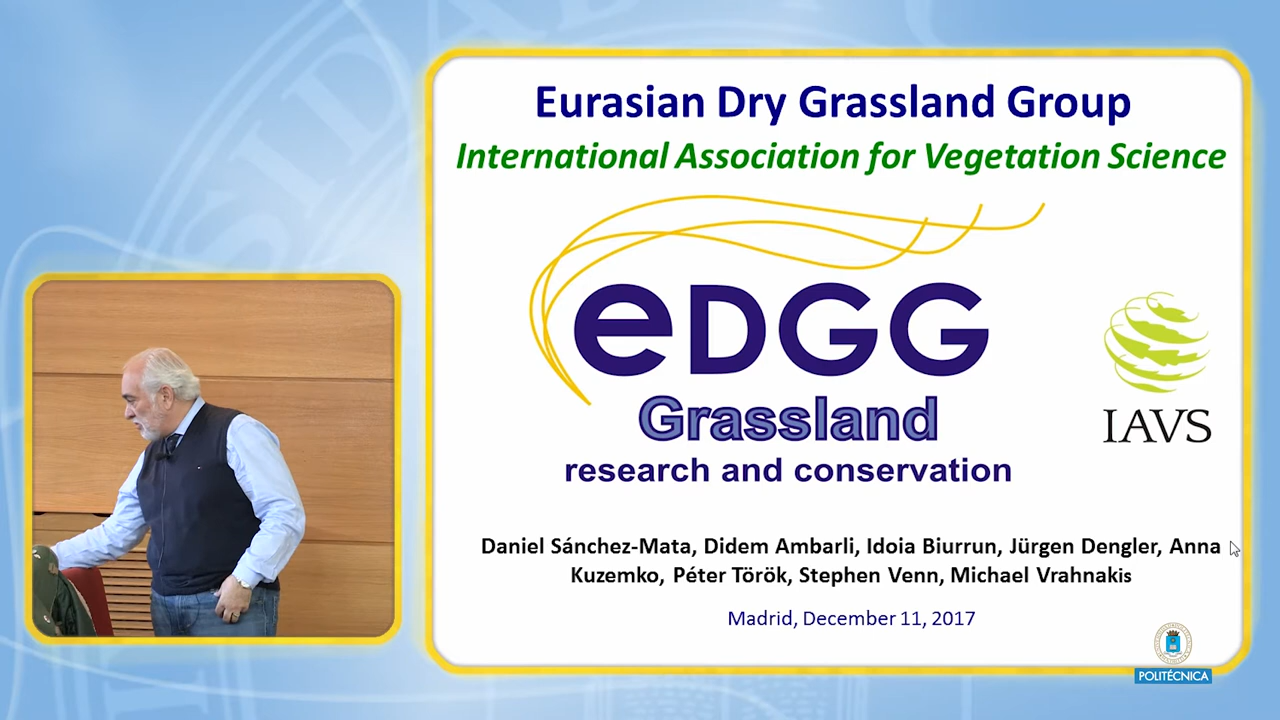 Eurasian Dry Grassland Group
International Association for Vegetation Science
eDGG
Grassland
research and conservation
IAVS
Daniel Sánchez-Mata, Didem Ambarli, Idoia Biurrun, Jürgen Dengler, Anna
Kuzemko, Péter Török, Stephen Venn, Michael Vrahnakis
Madrid, December 11, 2017
POLITÉCNICA